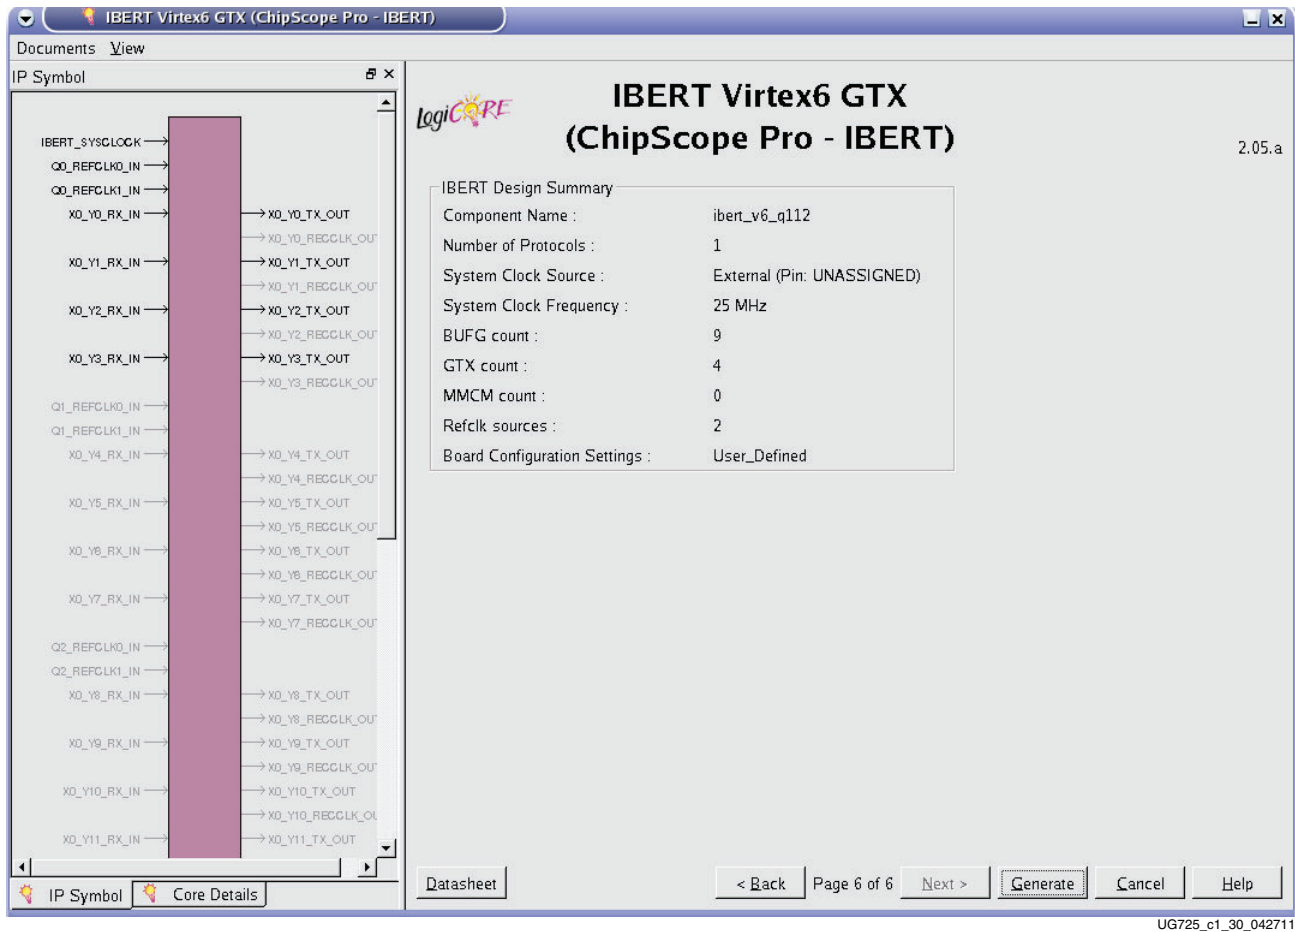 IBERT Virtex6 GTX (ChipScope Pro - IBERT)
Documents View
IP Symbol
IBERT_SYSCLOCK
Q0_REFCLK0_IN
Q0_REFCLK1_IN
X0_Y0_RX_IN X0_Y0_TX_OUT
X0_Y0_RECCLK_OUT
X0_Y1_RX_IN X0_Y1_TX_OUT
X0_Y1_RECCLK_OUT
X0_Y2_RX_IN X0_Y2_TX_OUT
X0_Y2_RECCLK_OUT
X0_Y3_RX_IN X0_Y3_TX_OUT
X0_Y3_RECCLK_OUT
Q1_REFCLK0_IN
Q1_REFCLK1_IN
X0_Y4_RX_IN X0_Y4_TX_OUT
X0_Y4_RECCLK_OUT
X0_Y5_RX_IN X0_Y5_TX_OUT
X0_Y5_RECCLK_OUT
X0_Y6_RX_IN X0_Y6_TX_OUT
X0_Y6_RECCLK_OUT
X0_Y7_RX_IN X0_Y7_TX_OUT
X0_Y7_RECCLK_OUT
Q2_REFCLK0_IN
Q2_REFCLK1_IN
X0_Y8_RX_IN X0_Y8_TX_OUT
X0_Y8_RECCLK_OUT
X0_Y9_RX_IN X0_Y9_TX_OUT
X0_Y9_RECCLK_OUT
X0_Y10_RX_IN X0_Y10_TX_OUT
X0_Y10_RECCLK_OU
X0_Y11_RX_IN X0_Y11_TX_OUT
IP Symbol Core Details
LogiCORE
IBERT Virtex6 GTX
(ChipScope Pro - IBERT)
2.05.a
IBERT Design Summary
Component Name : ibert_v6_q112
Number of Protocols : 1
System Clock Source : External (Pin: UNASSIGNED)
System Clock Frequency : 25 MHz
BUFG count : 9
GTX count : 4
MMCM count : 0
Refclk sources : 2
Board Configuration Settings : User_Defined
Datasheet < Back Page 6 of 6 Next > Generate Cancel Help
UG725_c1_30_042711